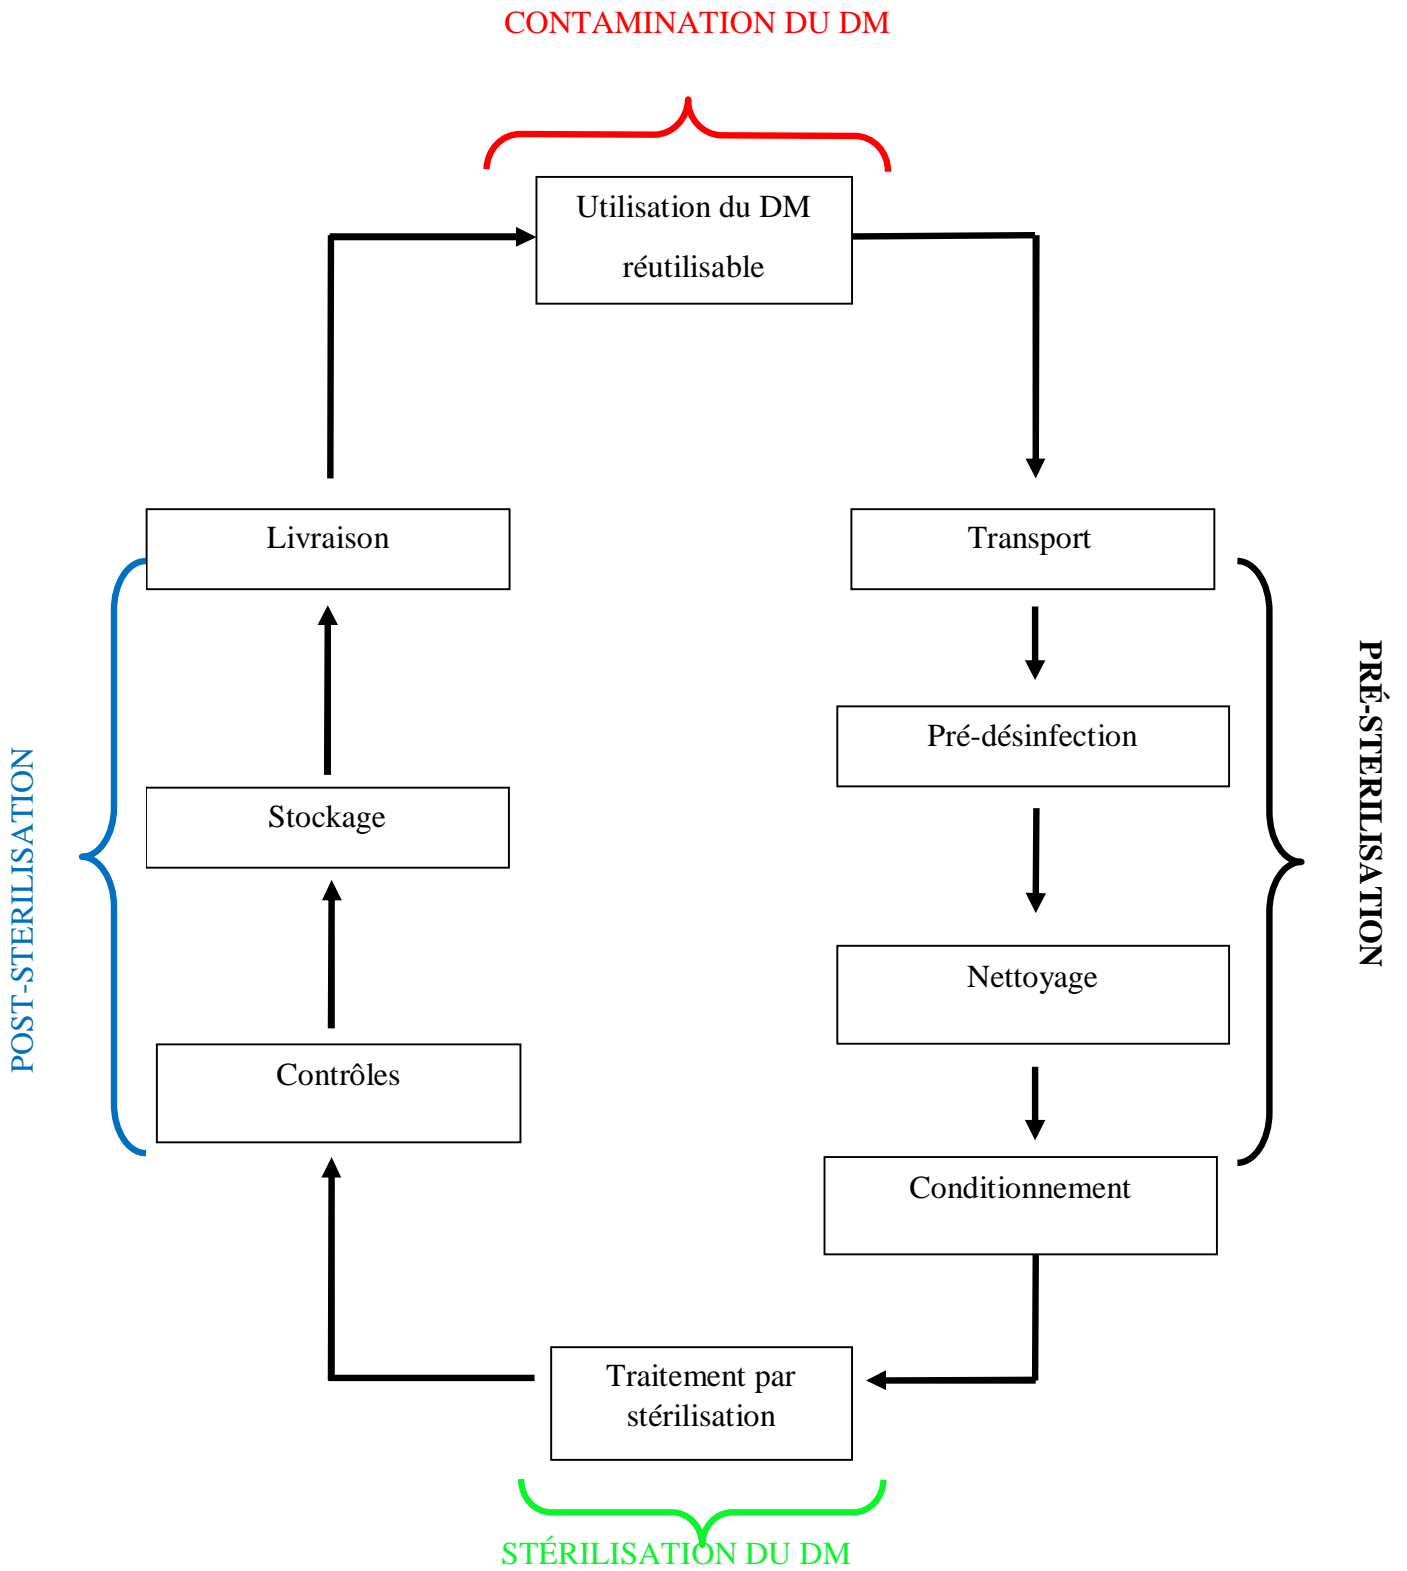 CONTAMINATION DU DM
Utilisation du DM
réutilisable
Livraison
Transport
Pré-désinfection
PRÉ-STERILISATION
POST-STERILISATION
Stockage
Nettoyage
Contrôles
Conditionnement
Traitement par
stérilisation
STÉRILISATION DU DM